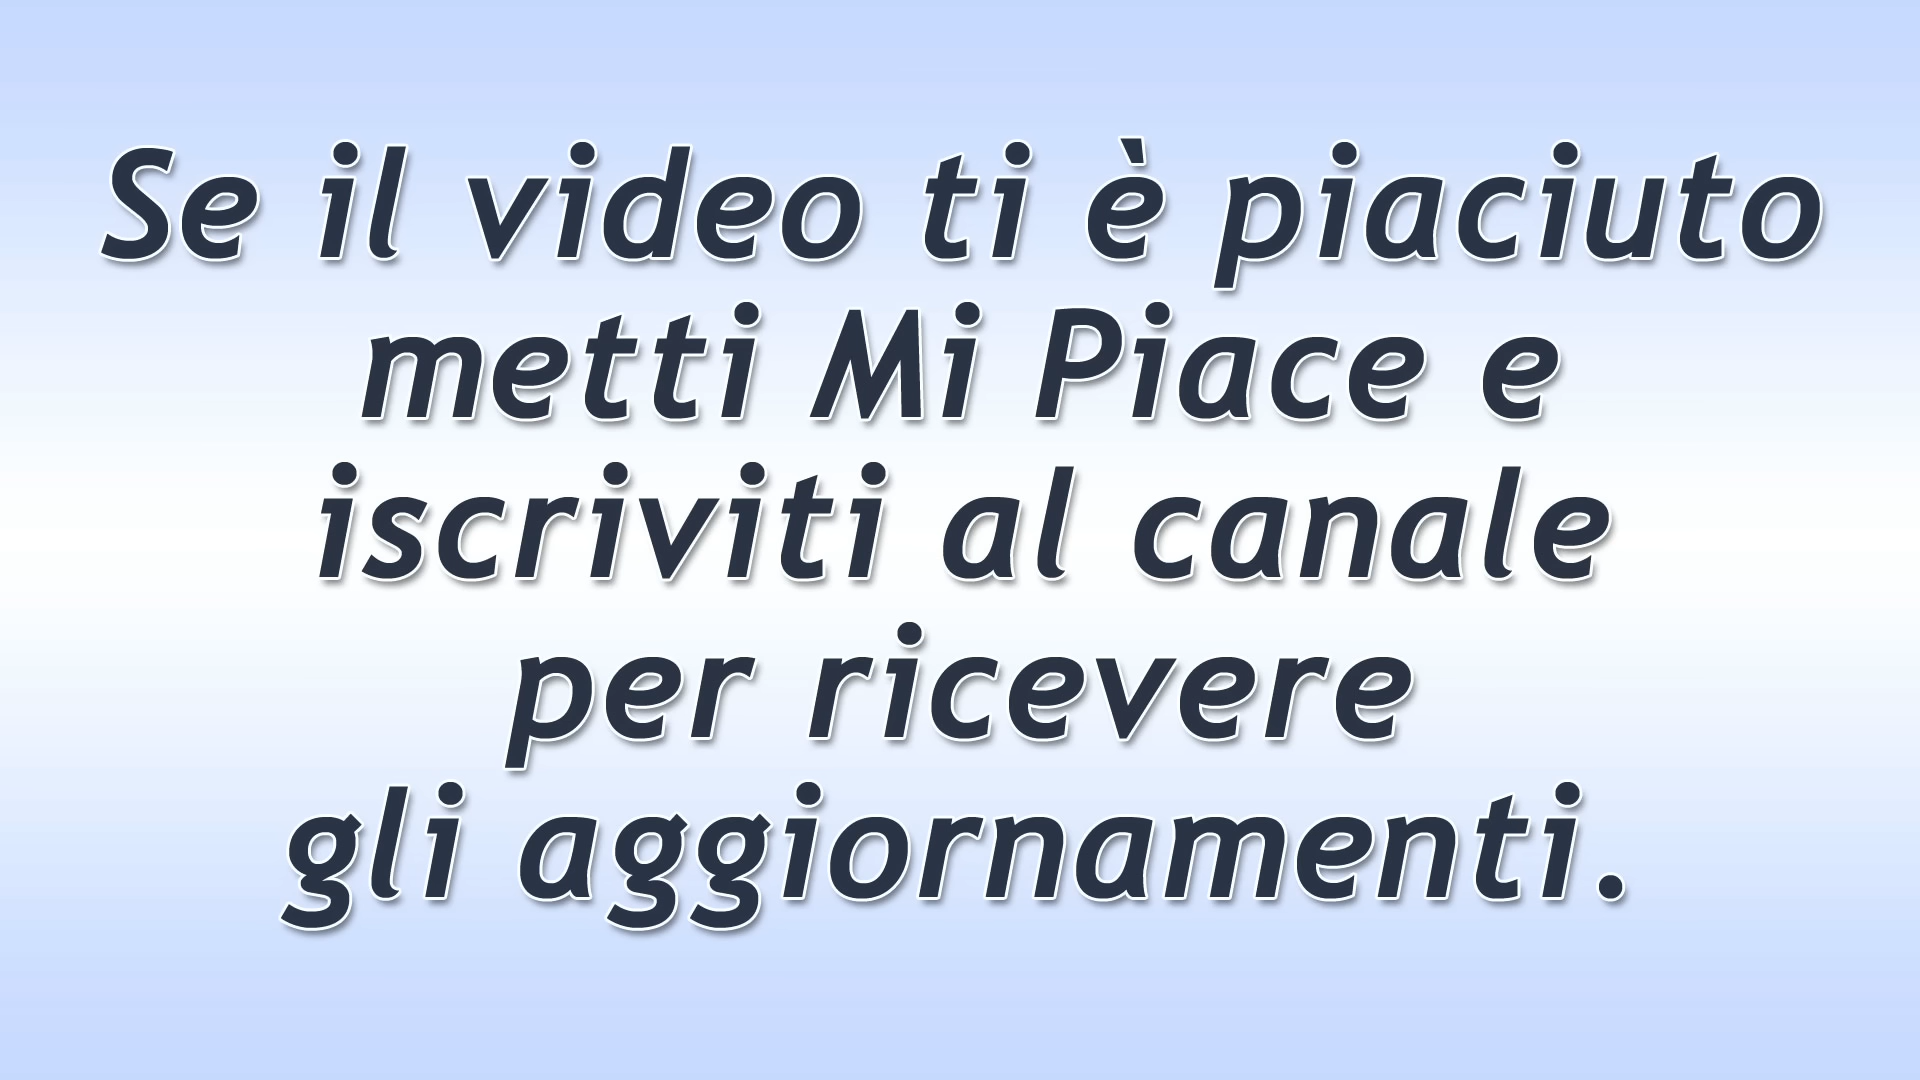 Se il video ti è piaciuto
metti Mi Piace e
iscriviti al canale
per ricevere
gli aggiornamenti.